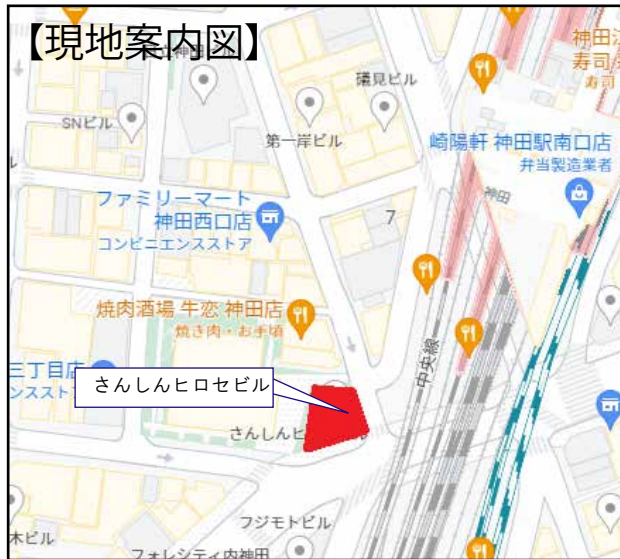 【現地案内図】
神田
寿司
寿司
磯見ビル
SNビル
第一岸ビル
崎陽軒 神田駅南口店
弁当製造業者
神田
ファミリーマート
神田西口店
コンビニエンスストア
7
焼肉酒場 牛恋 神田店
焼き肉・お手頃
中央線
三丁目店
ンススト
さんしんヒロセビル
さんしんヒ
フジモトビル
木ビル
フォレシティ内神田